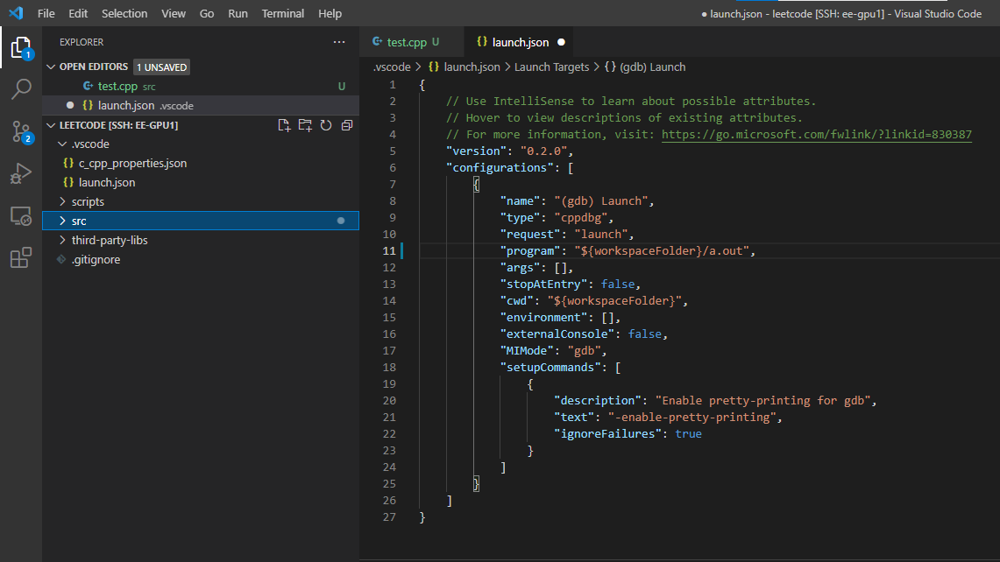 File Edit Selection View Go Run Terminal Help
● launch.json - leetcode [SSH: ee-gpu1] - Visual Studio Code
EXPLORER
···
OPEN EDITORS 1 UNSAVED
test.cpp src U
launch.json .vscode
LEETCODE [SSH: EE-GPU1]
.vscode
{} c_cpp_properties.json
{} launch.json
scripts
src
third-party-libs
.gitignore
1
2
test.cpp U
{} launch.json ●
.vscode > {} launch.json > Launch Targets > {} (gdb) Launch
1 {
2 // Use IntelliSense to learn about possible attributes.
3 // Hover to view descriptions of existing attributes.
4 // For more information, visit: https://go.microsoft.com/fwlink/?linkid=830387
5 "version": "0.2.0",
6 "configurations": [
7 {
8 "name": "(gdb) Launch",
9 "type": "cppdbg",
10 "request": "launch",
11 "program": "${workspaceFolder}/a.out",
12 "args": [],
13 "stopAtEntry": false,
14 "cwd": "${workspaceFolder}",
15 "environment": [],
16 "externalConsole": false,
17 "MIMode": "gdb",
18 "setupCommands": [
19 {
20 "description": "Enable pretty-printing for gdb",
21 "text": "-enable-pretty-printing",
22 "ignoreFailures": true
23 }
24 ]
25 }
26 ]
27 }